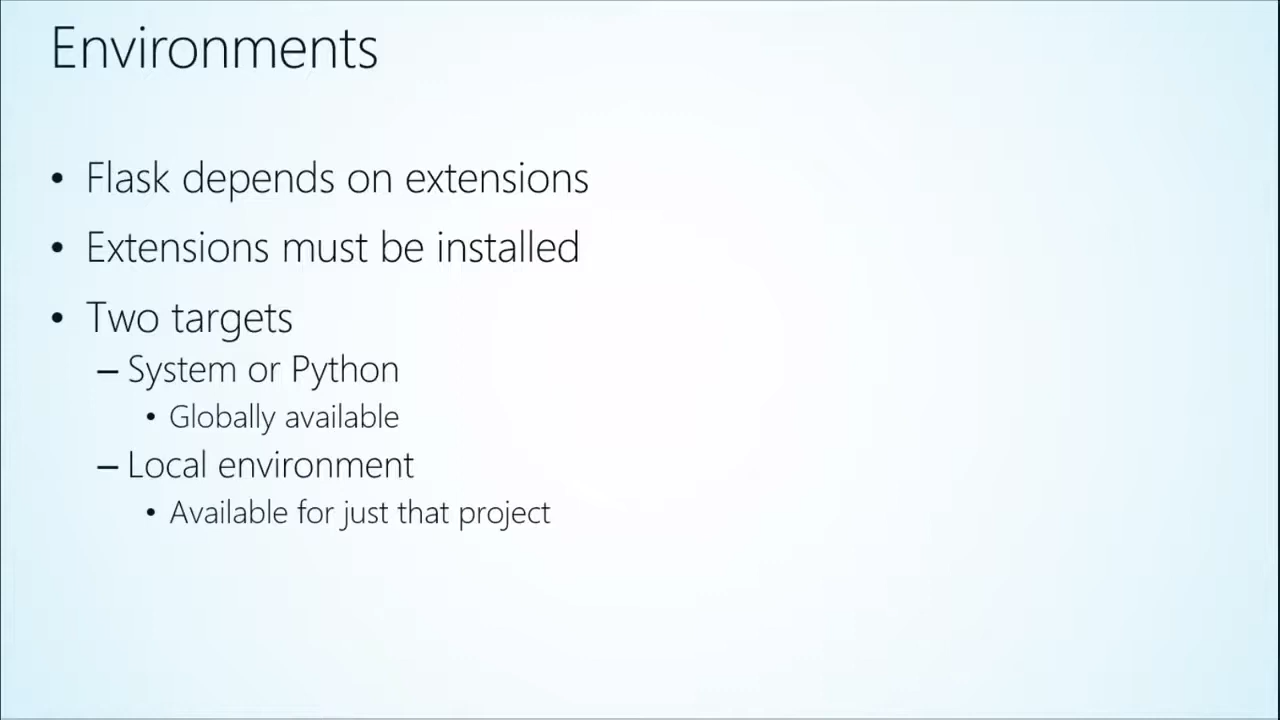 Environments
• Flask depends on extensions
• Extensions must be installed
• Two targets
– System or Python
• Globally available
– Local environment
• Available for just that project